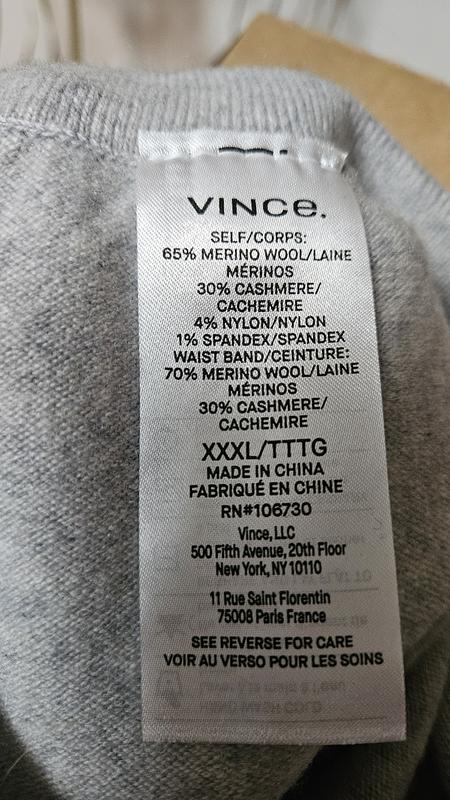 VINCE.
SELF/CORPS:
65% MERINO WOOL/LAINE
MÉRINOS
30% CASHMERE/
CACHEMIRE
4% NYLON/NYLON
1% SPANDEX/SPANDEX
WAIST BAND/CEINTURE:
70% MERINO WOOL/LAINE
MÉRINOS
30% CASHMERE/
CACHEMIRE
XXXL/TTTG
MADE IN CHINA
FABRIQUÉ EN CHINE
RN#106730
Vince, LLC
500 Fifth Avenue, 20th Floor
New York, NY 10110
11 Rue Saint Florentin
75008 Paris France
SEE REVERSE FOR CARE
VOIR AU VERSO POUR LES SOINS